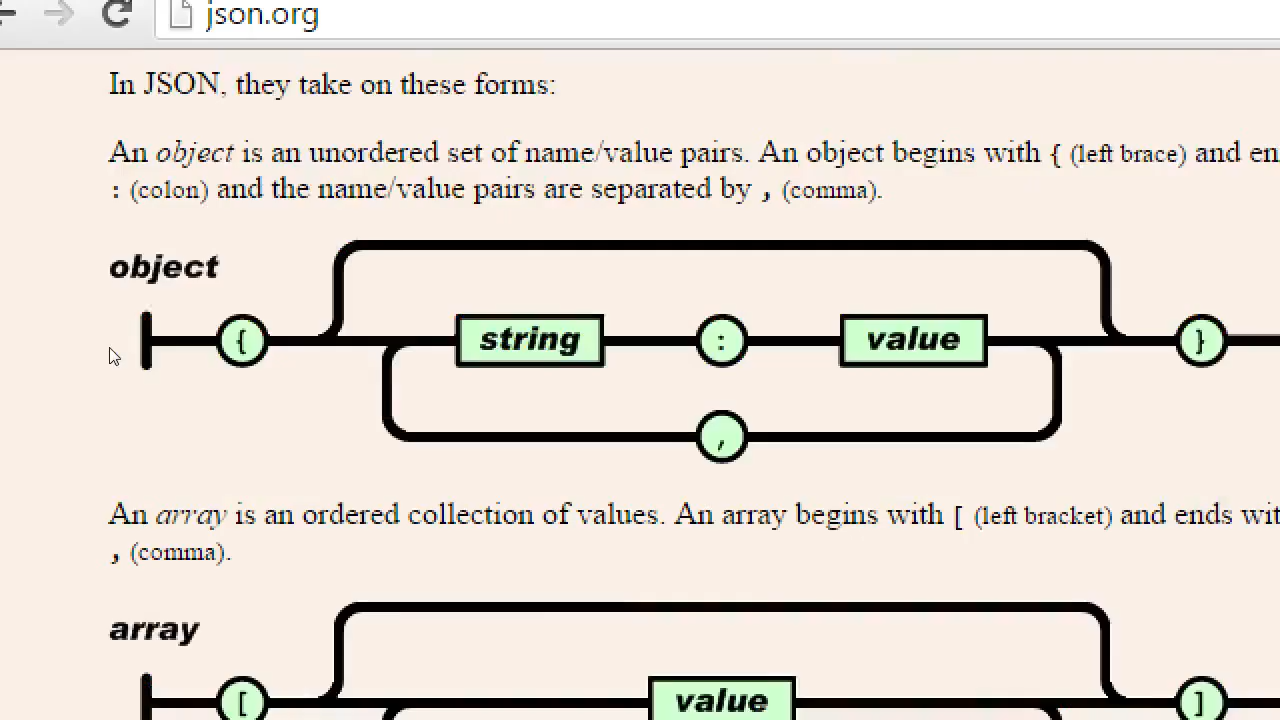 json.org
In JSON, they take on these forms:
An object is an unordered set of name/value pairs. An object begins with { (left brace) and en
: (colon) and the name/value pairs are separated by , (comma).
object
{ string : value }
,
An array is an ordered collection of values. An array begins with [ (left bracket) and ends wit
, (comma).
array
[ value ]